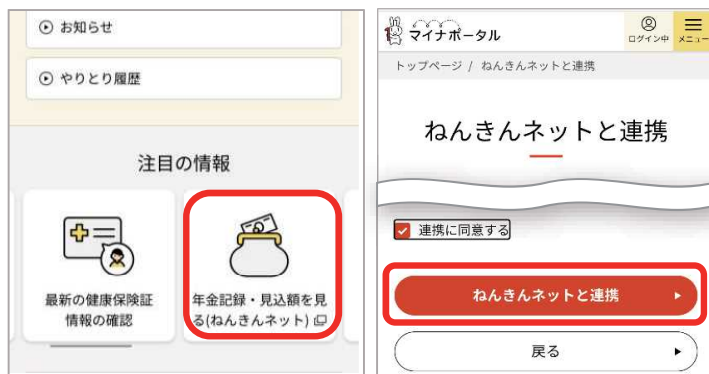 お知らせ
やりとり履歴
注目の情報
最新の健康保険証
情報の確認
年金記録・見込額を見
る(ねんきんネット)
マイナポータル
ログイン中
メニュー
トップページ / ねんきんネットと連携
ねんきんネットと連携
連携に同意する
ねんきんネットと連携
戻る